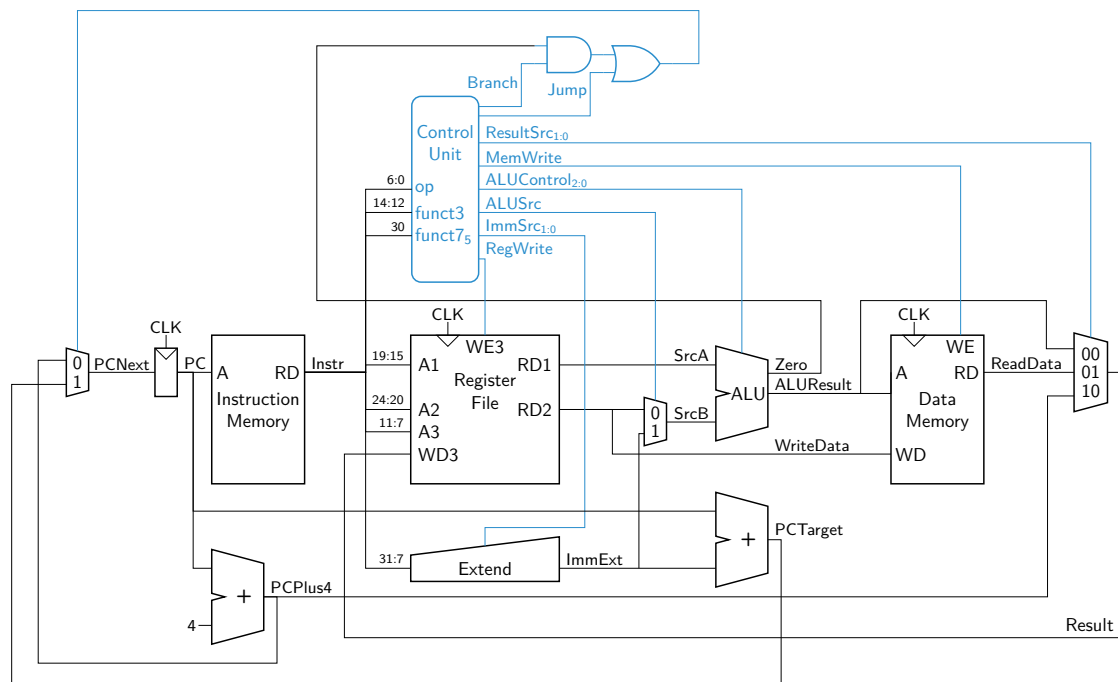 Branch
Jump
Control
Unit
ResultSrc1:0
MemWrite
ALUControl2:0
ALUSrc
ImmSrc1:0
RegWrite
6:0
op
14:12
funct3
30
funct75
CLK
CLK
CLK
0
1
PCNext
PC
A
RD
Instruction
Memory
Instr
19:15
A1
WE3
RD1
Register
File
24:20
A2
RD2
11:7
A3
WD3
SrcA
0
1
SrcB
ALU
Zero
ALUResult
WriteData
WE
A
RD
Data
Memory
WD
ReadData
00
01
10
31:7
Extend
ImmExt
+
PCTarget
+
4
PCPlus4
Result